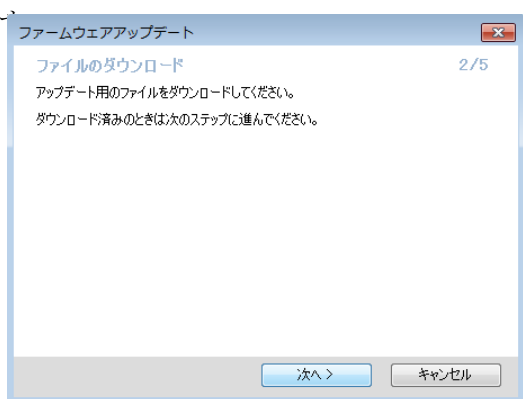 ファームウェアアップデート
ファイルのダウンロード 2/5
アップデート用のファイルをダウンロードしてください。
ダウンロード済みのときは次のステップに進んでください。
次へ > キャンセル